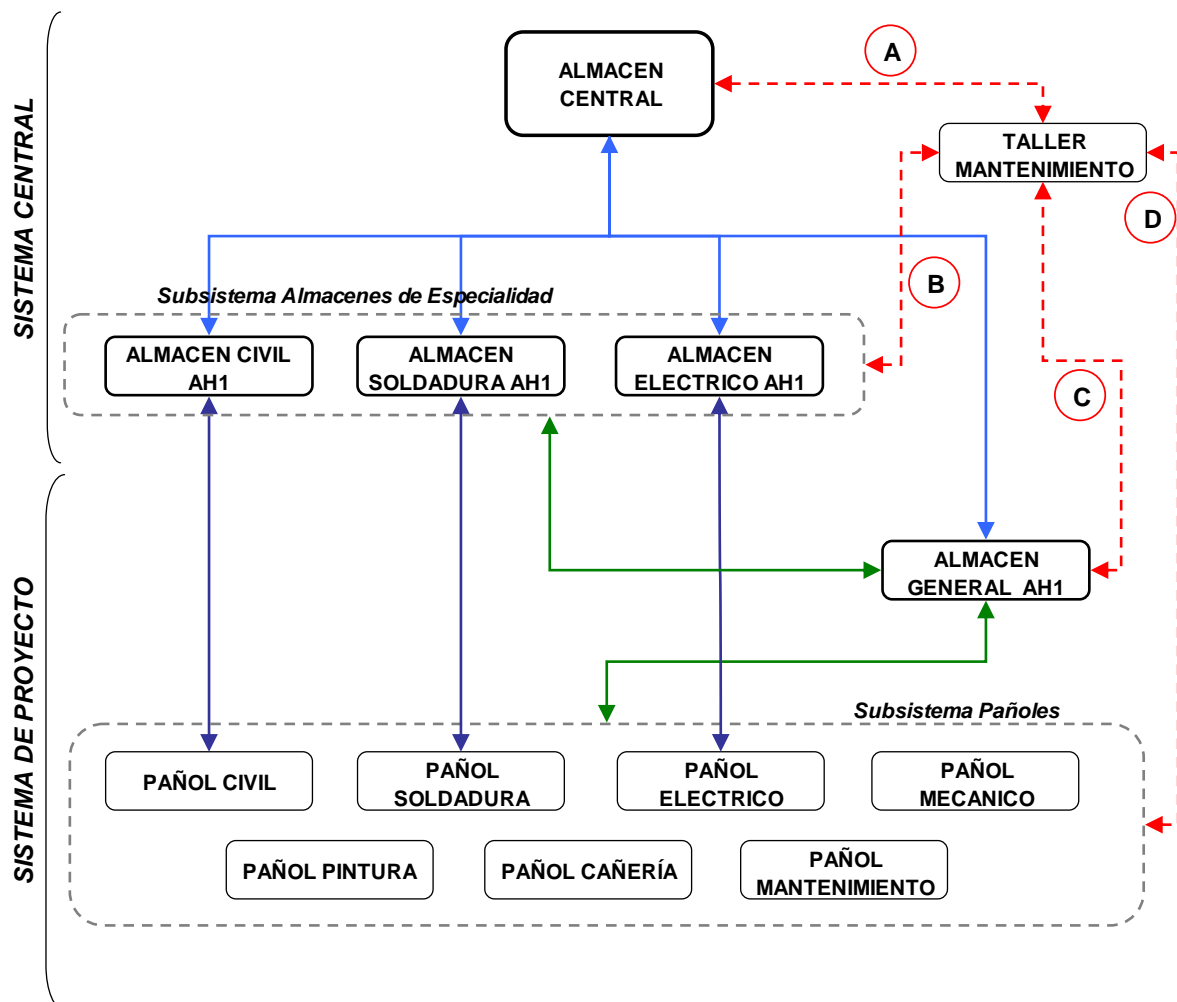 SISTEMA CENTRAL
ALMACEN
CENTRAL
A
TALLER
MANTENIMIENTO
D
B
Subsistema Almacenes de Especialidad
ALMACEN CIVIL
AH1
ALMACEN
SOLDADURA AH1
ALMACEN
ELECTRICO AH1
C
SISTEMA DE PROYECTO
ALMACEN
GENERAL AH1
Subsistema Pañoles
PAÑOL CIVIL
PAÑOL
SOLDADURA
PAÑOL
ELECTRICO
PAÑOL
MECANICO
PAÑOL PINTURA
PAÑOL CAÑERÍA
PAÑOL
MANTENIMIENTO